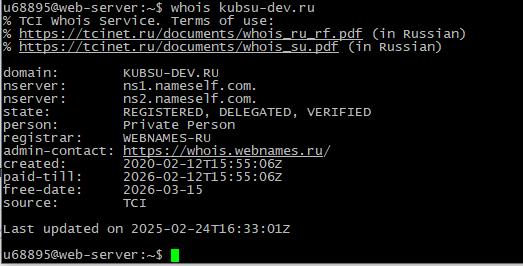 u68895@web-server:~$ whois kubsu-dev.ru
% TCI Whois Service. Terms of use:
% https://tcinet.ru/documents/whois_ru_rf.pdf (in Russian)
% https://tcinet.ru/documents/whois_su.pdf (in Russian)

domain:        KUBSU-DEV.RU
nserver:       ns1.nameself.com.
nserver:       ns2.nameself.com.
state:         REGISTERED, DELEGATED, VERIFIED
person:        Private Person
registrar:     WEBNAMES-RU
admin-contact: https://whois.webnames.ru/
created:       2020-02-12T15:55:06Z
paid-till:     2026-02-12T15:55:06Z
free-date:     2026-03-15
source:        TCI

Last updated on 2025-02-24T16:33:01Z

u68895@web-server:~$